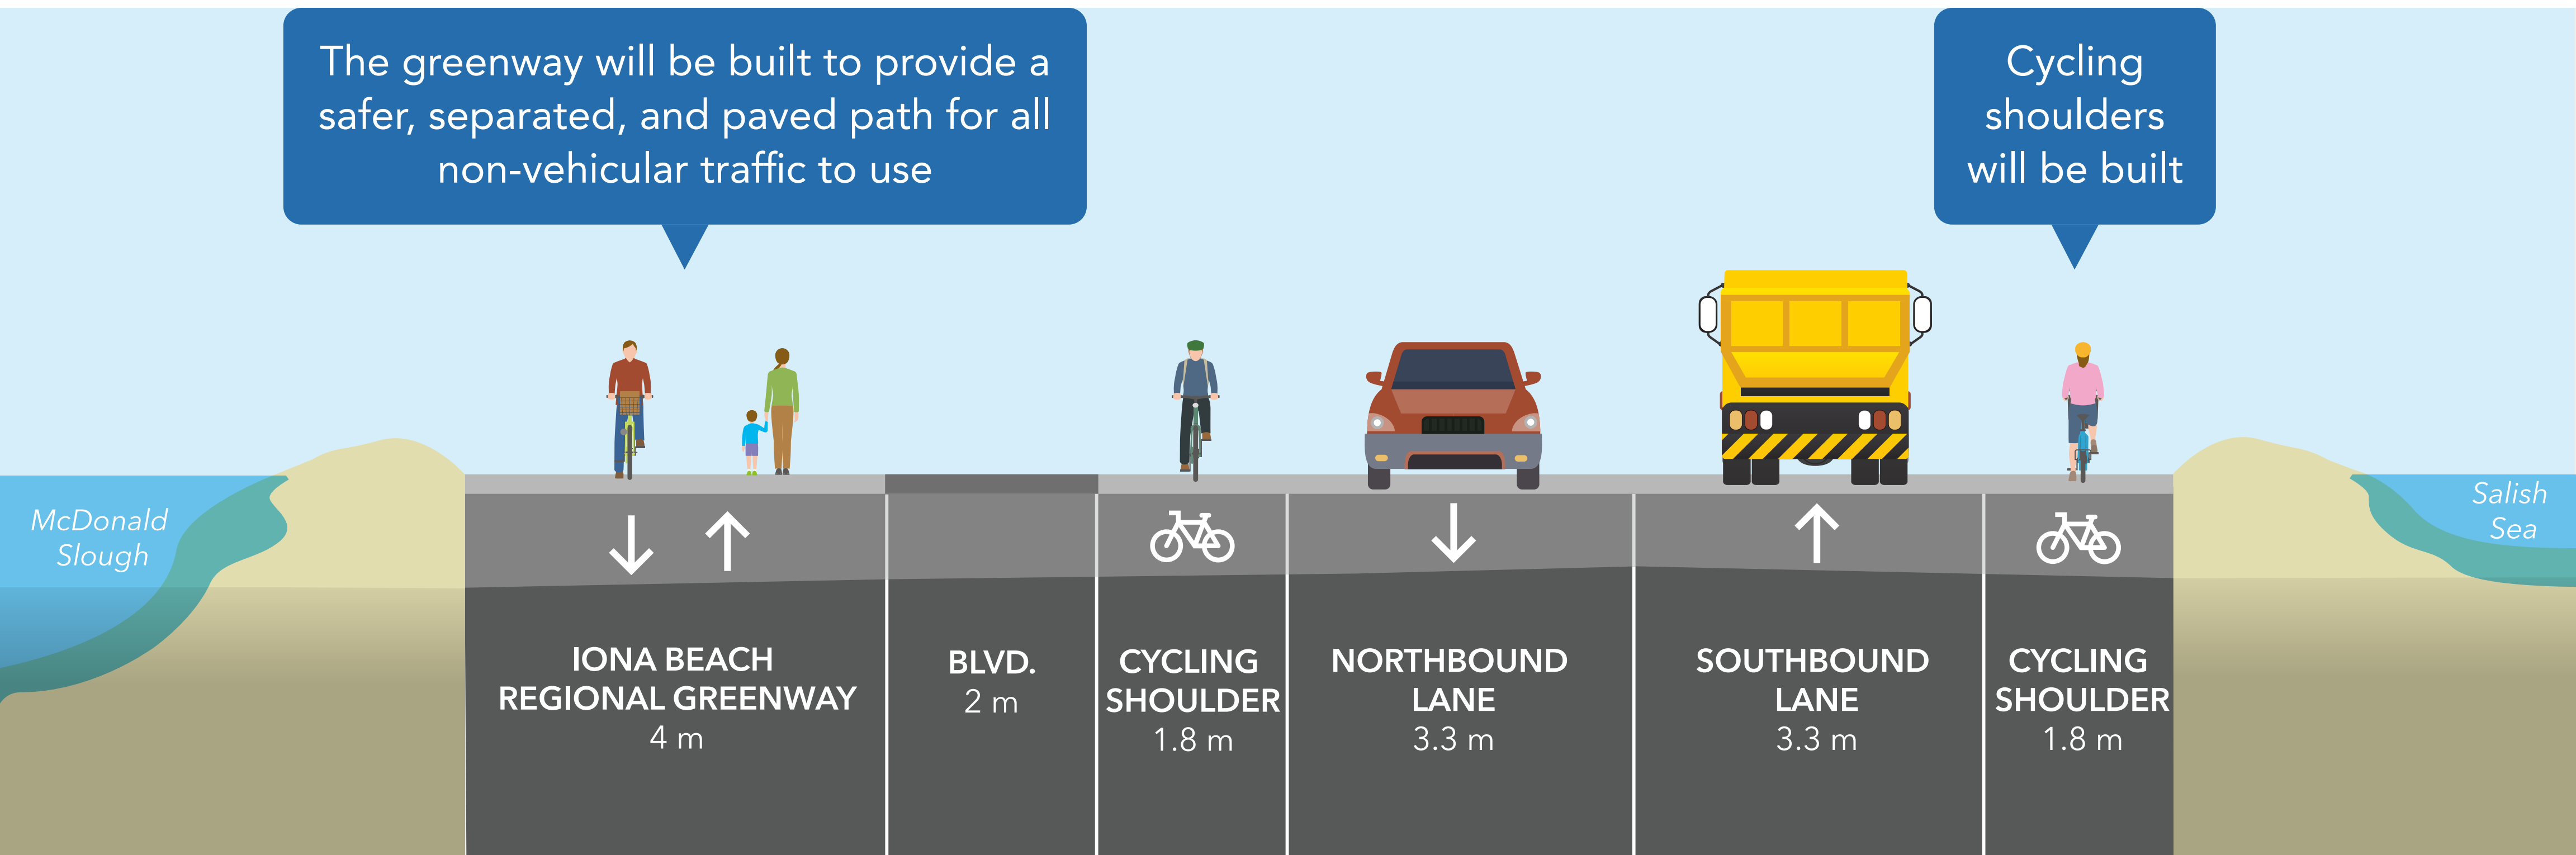 The greenway will be built to provide a
safer, separated, and paved path for all
non-vehicular traffic to use
Cycling
shoulders
will be built
McDonald
Slough
Salish
Sea
IONA BEACH
REGIONAL GREENWAY
4 m
BLVD.
2 m
CYCLING
SHOULDER
1.8 m
NORTHBOUND
LANE
3.3 m
SOUTHBOUND
LANE
3.3 m
CYCLING
SHOULDER
1.8 m